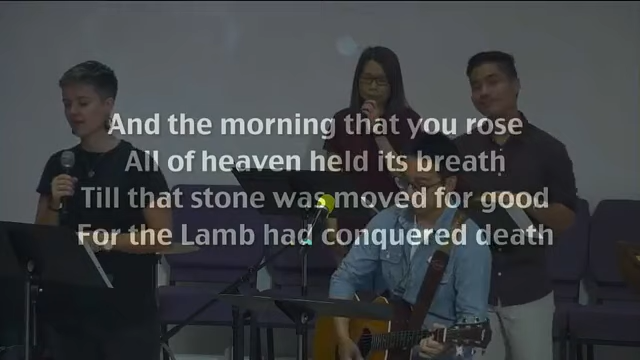 And the morning that you rose
All of heaven held its breath
Till that stone was moved for good
For the Lamb had conquered death